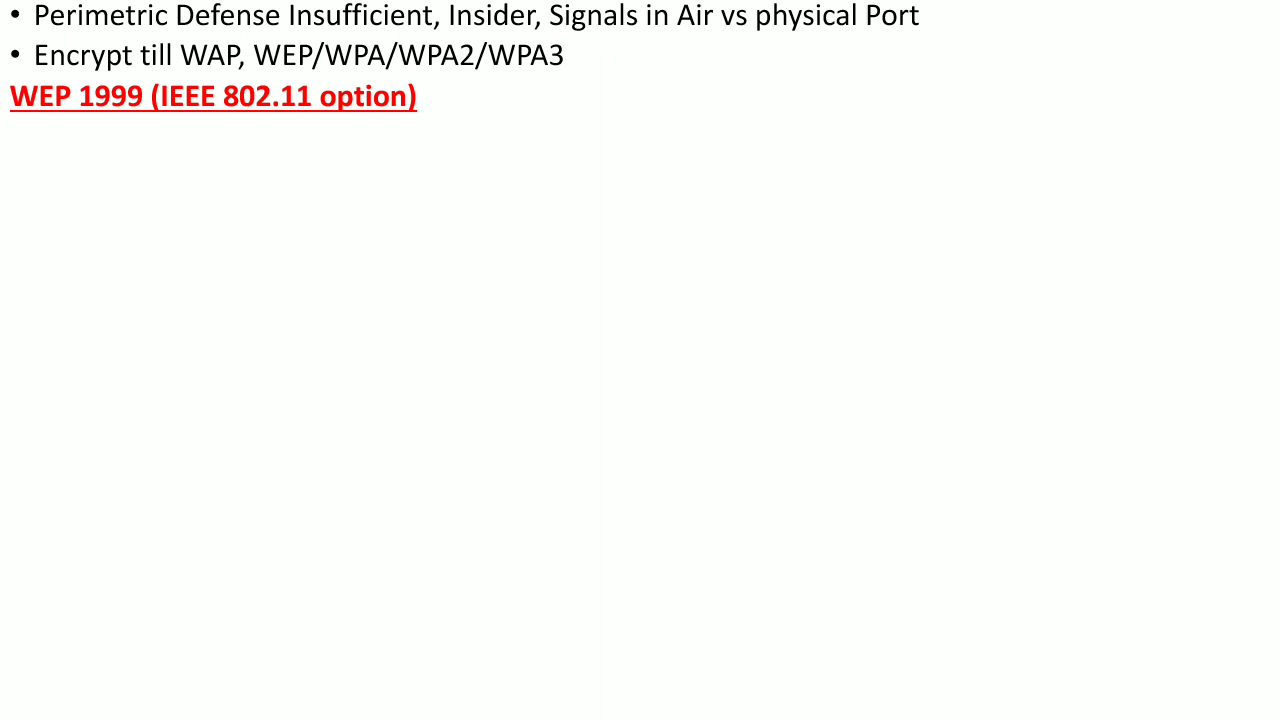 • Perimetric Defense Insufficient, Insider, Signals in Air vs physical Port
• Encrypt till WAP, WEP/WPA/WPA2/WPA3
WEP 1999 (IEEE 802.11 option)